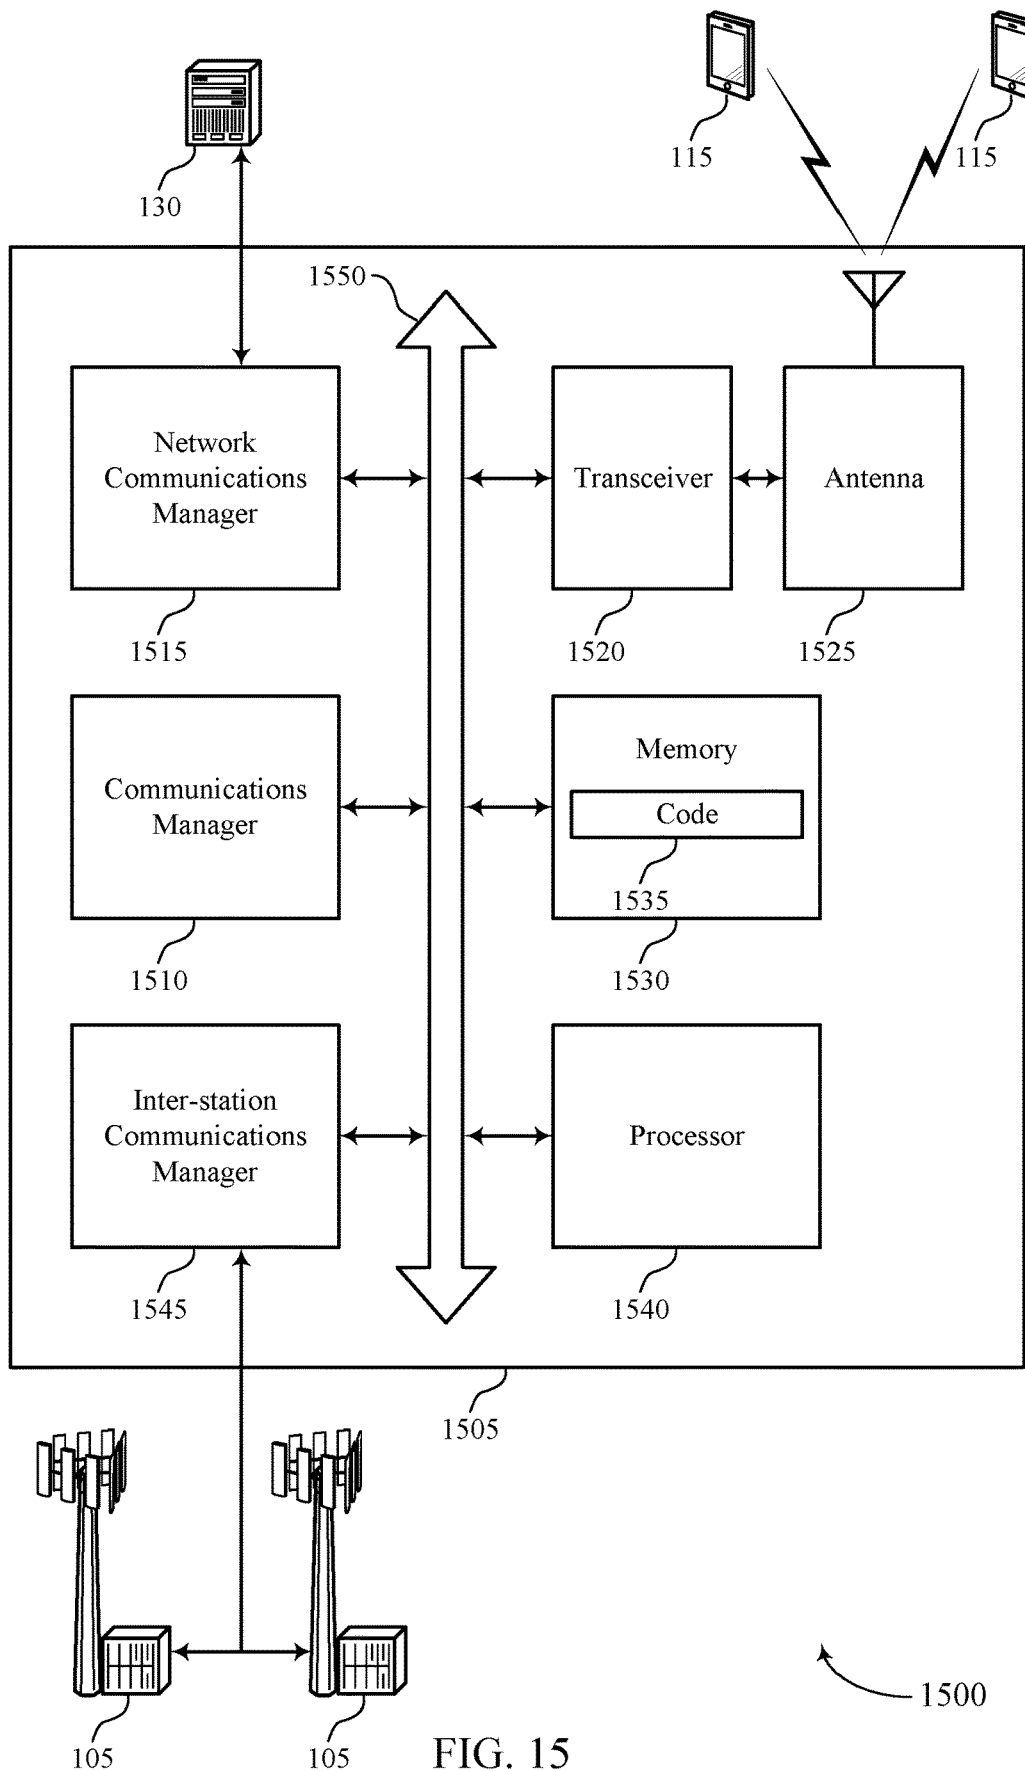 115
115
130
1550
Network
Communications
Manager
Transceiver
Antenna
1515
1520
1525
Communications
Manager
Memory
Code
1535
1510
1530
Inter-station
Communications
Manager
Processor
1545
1540
1505
1500
105
105
FIG. 15